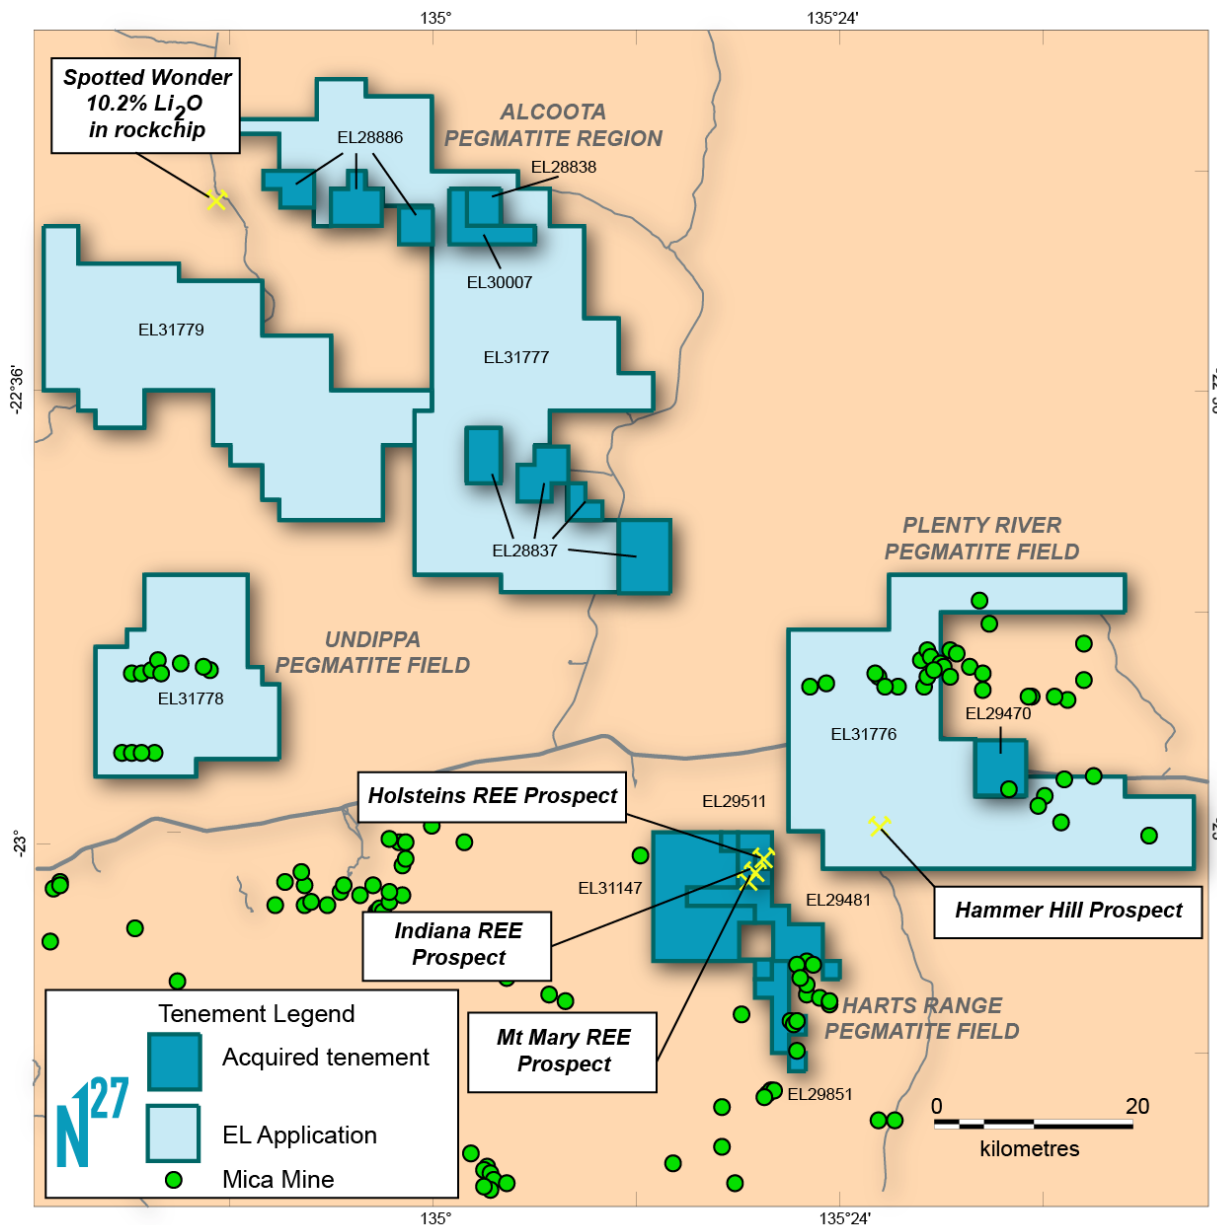 135°
135°24'
Spotted Wonder
10.2% Li2O
in rockchip
ALCOOTA
PEGMATITE REGION
EL28886
EL28838
EL30007
EL31779
EL31777
-22°36'
EL28837
PLENTY RIVER
PEGMATITE FIELD
UNDIPPA
PEGMATITE FIELD
EL31778
EL29470
EL31776
Holsteins REE Prospect
EL29511
-23°
EL31147
EL29481
Hammer Hill Prospect
Indiana REE
Prospect
HARTS RANGE
PEGMATITE FIELD
Mt Mary REE
Prospect
EL29851
Tenement Legend
Acquired tenement
EL Application
Mica Mine
N27
0 20
kilometres
135°
135°24'